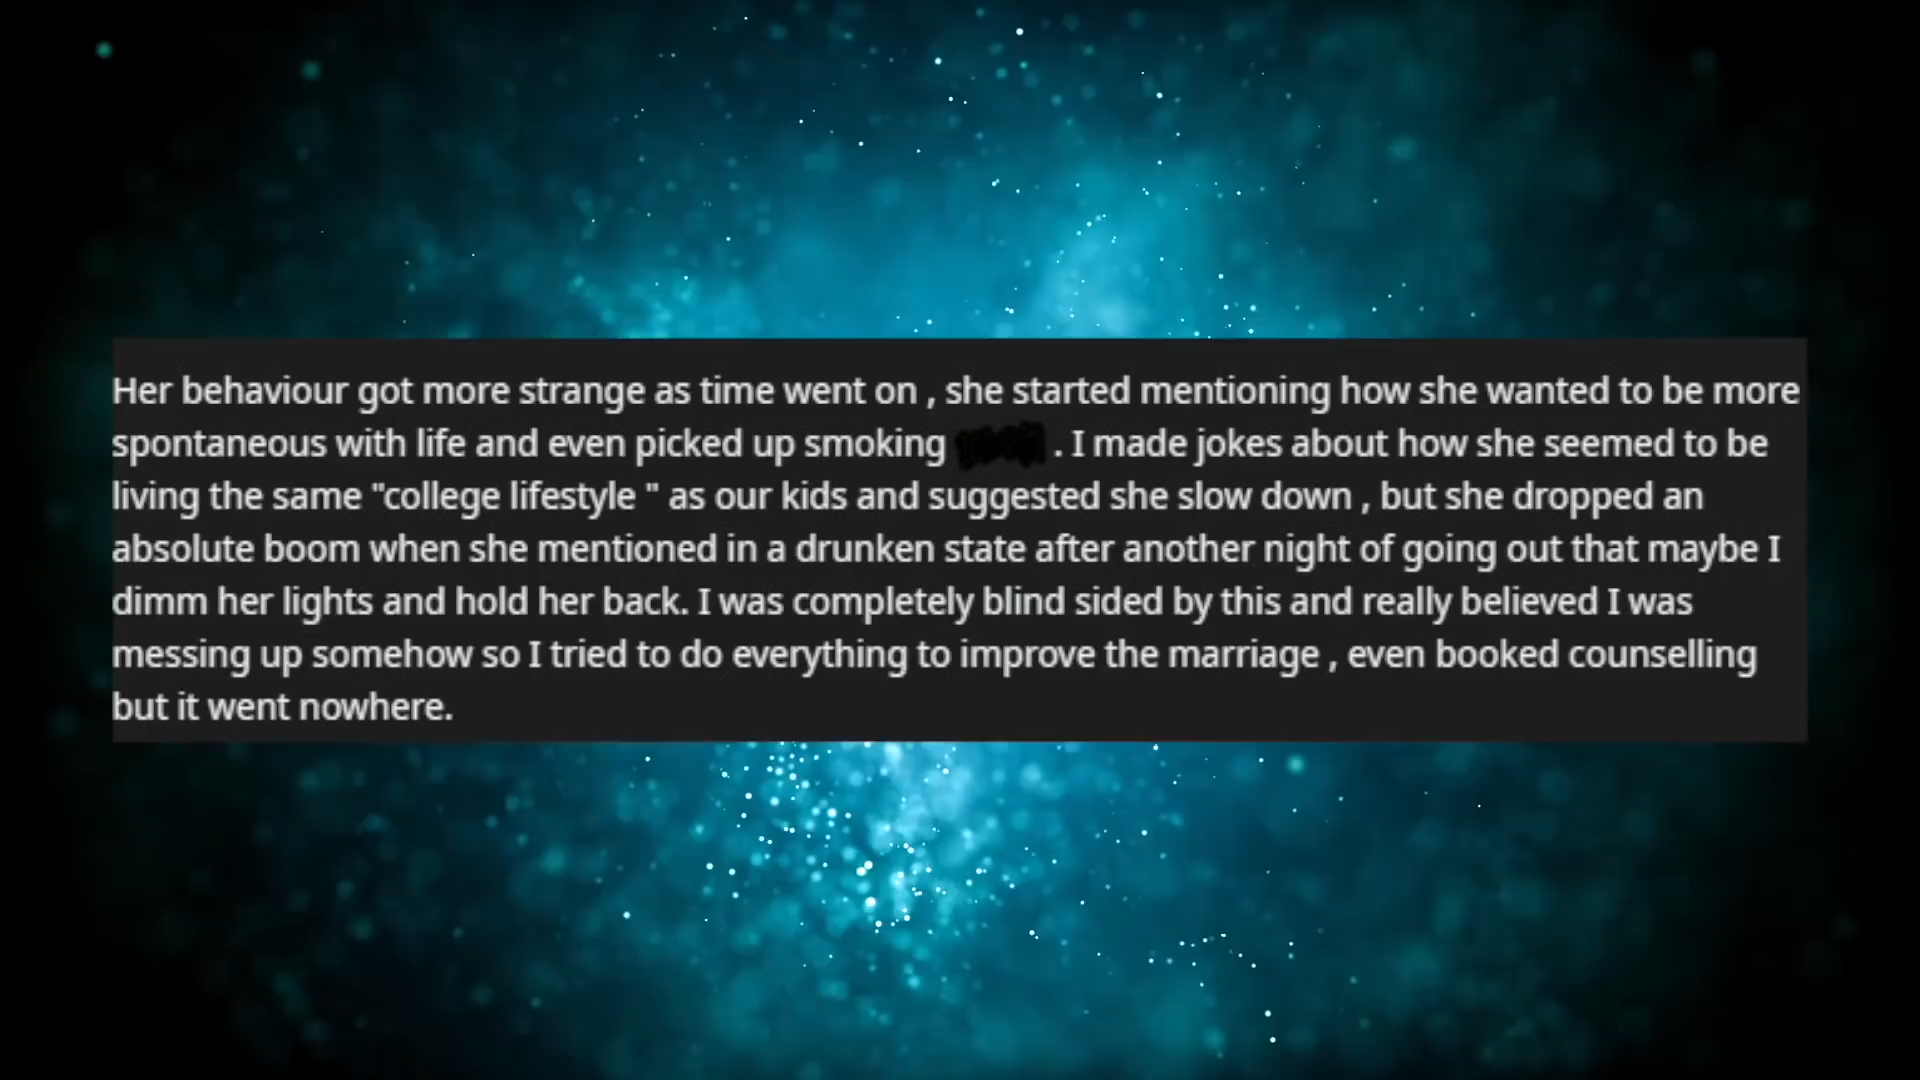 Her behaviour got more strange as time went on , she started mentioning how she wanted to be more
spontaneous with life and even picked up smoking . I made jokes about how she seemed to be
living the same "college lifestyle " as our kids and suggested she slow down , but she dropped an
absolute boom when she mentioned in a drunken state after another night of going out that maybe I
dimm her lights and hold her back. I was completely blind sided by this and really believed I was
messing up somehow so I tried to do everything to improve the marriage , even booked counselling
but it went nowhere.